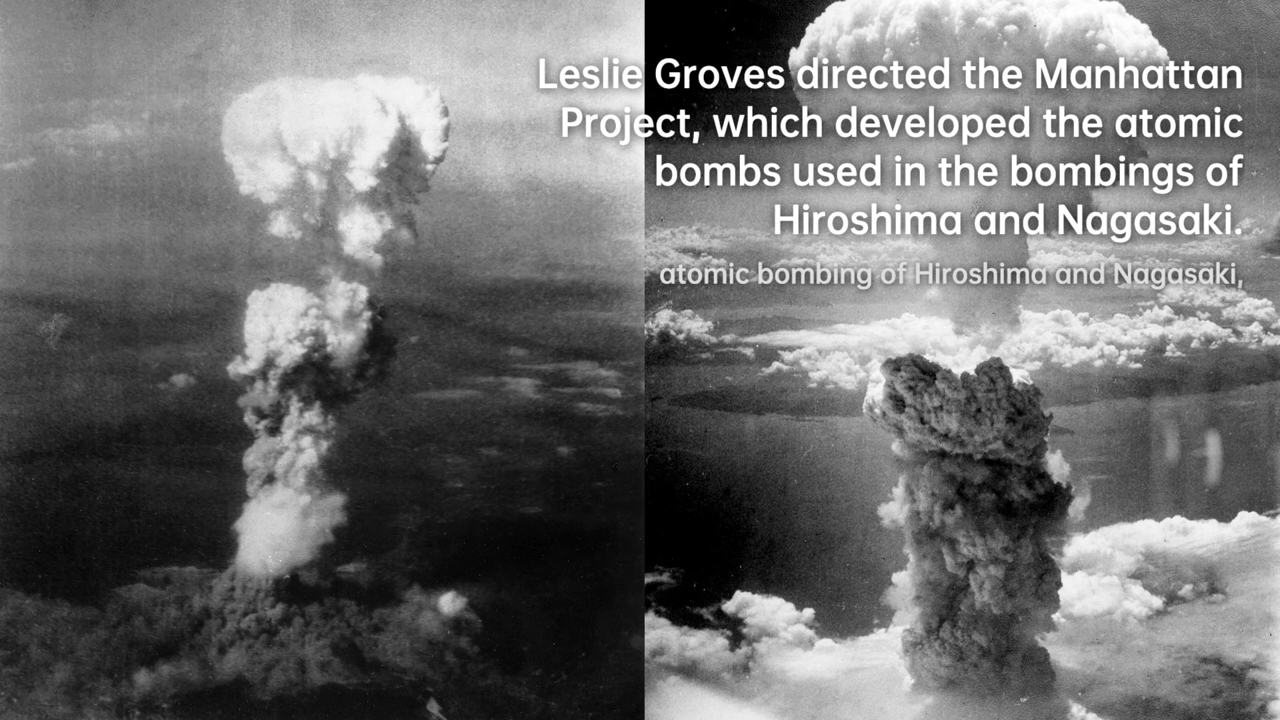 Leslie Groves directed the Manhattan
Project, which developed the atomic
bombs used in the bombings of
Hiroshima and Nagasaki.
atomic bombing of Hiroshima and Nagasaki,